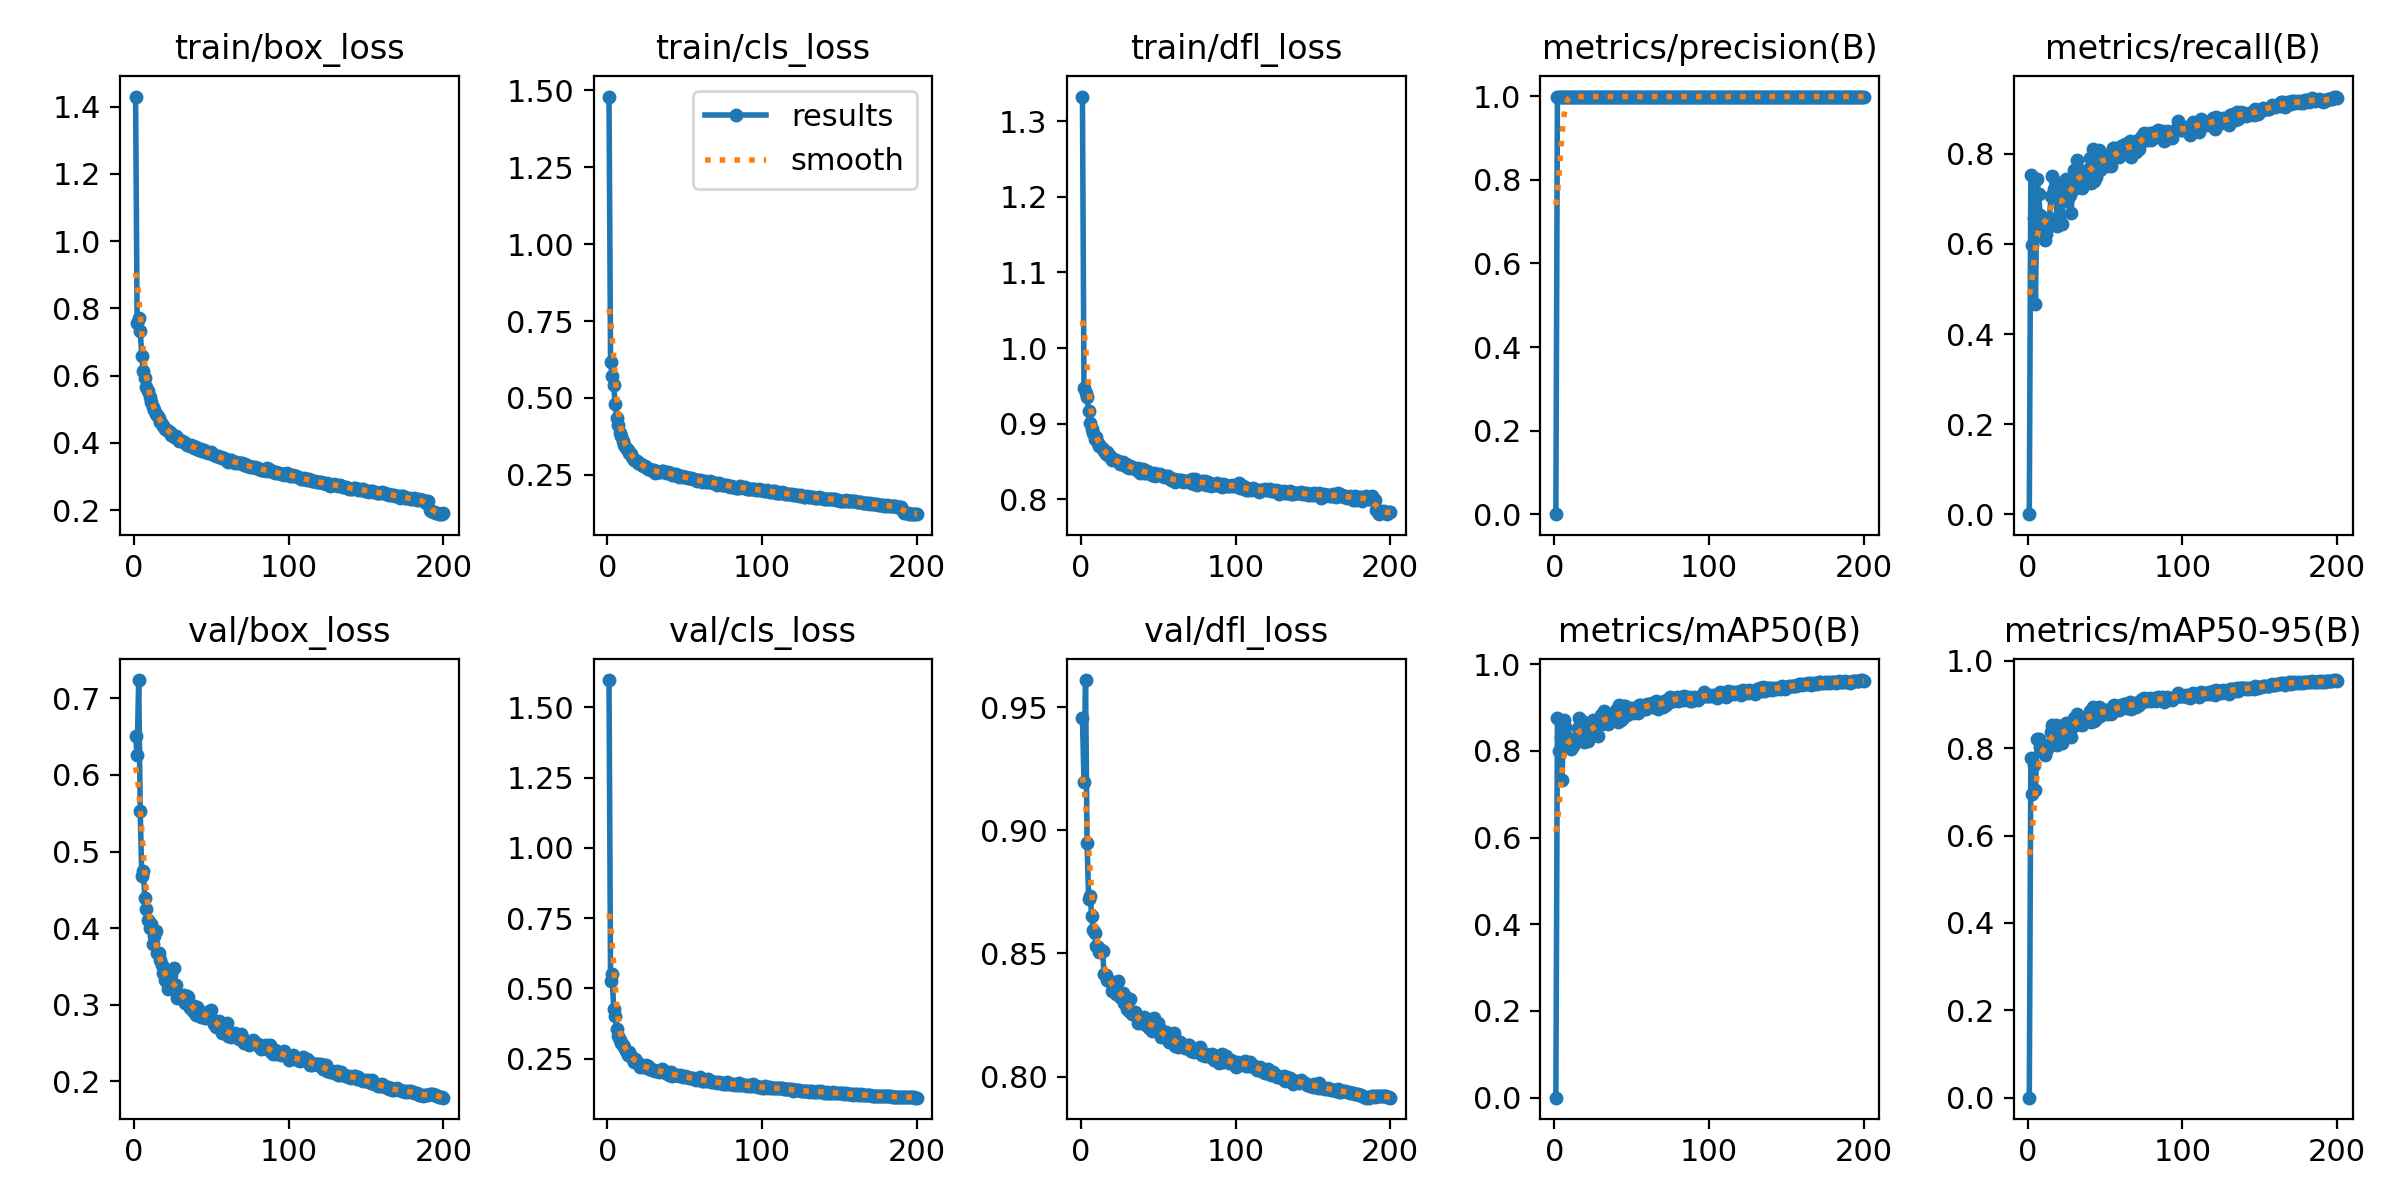 train/box_loss
1.4
1.2
1.0
0.8
0.6
0.4
0.2
0 100 200
train/cls_loss
1.50
1.25
1.00
0.75
0.50
0.25
0 100 200
results
smooth
train/dfl_loss
1.3
1.2
1.1
1.0
0.9
0.8
0 100 200
metrics/precision(B)
1.0
0.8
0.6
0.4
0.2
0.0
0 100 200
metrics/recall(B)
0.8
0.6
0.4
0.2
0.0
0 100 200
val/box_loss
0.7
0.6
0.5
0.4
0.3
0.2
0 100 200
val/cls_loss
1.50
1.25
1.00
0.75
0.50
0.25
0 100 200
val/dfl_loss
0.95
0.90
0.85
0.80
0 100 200
metrics/mAP50(B)
1.0
0.8
0.6
0.4
0.2
0.0
0 100 200
metrics/mAP50-95(B)
1.0
0.8
0.6
0.4
0.2
0.0
0 100 200